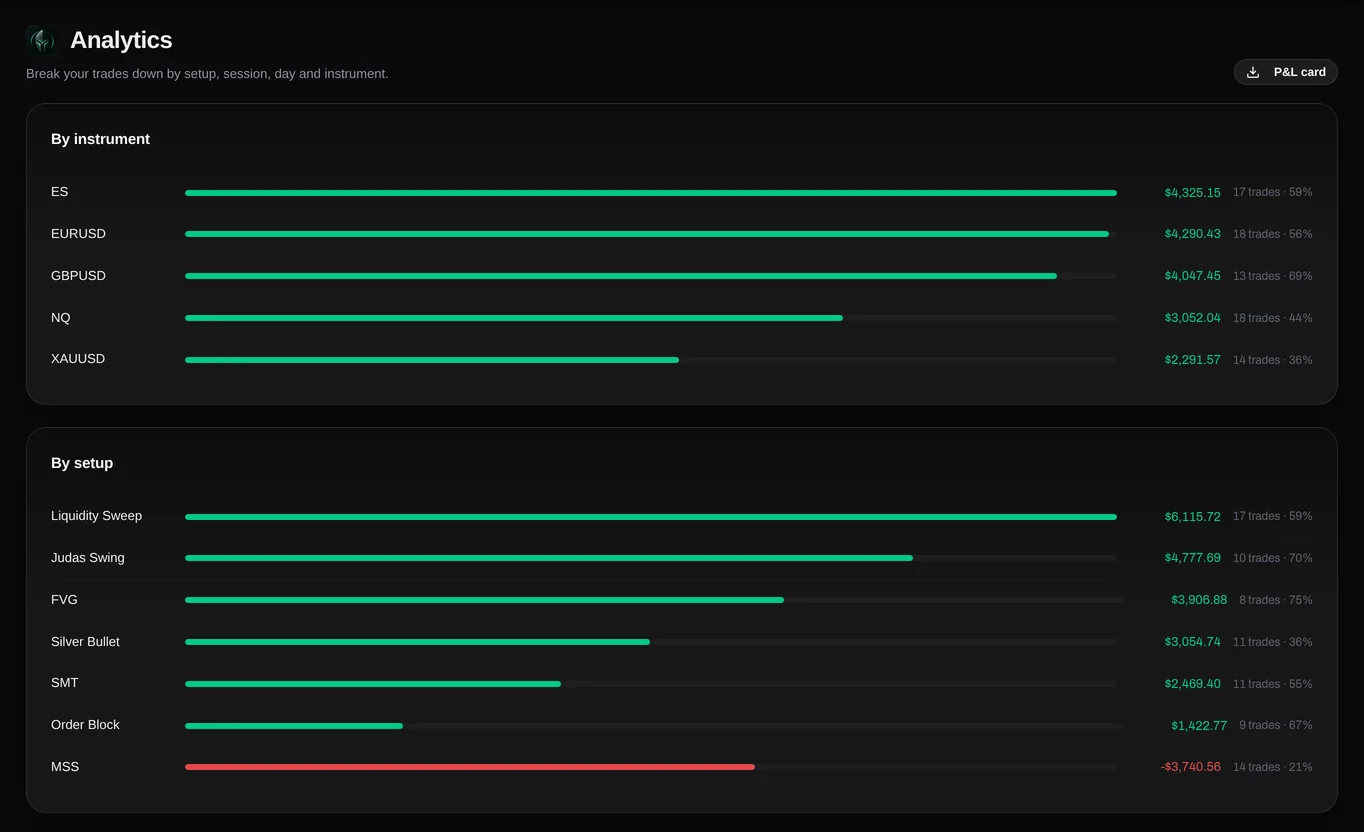 Analytics
Break your trades down by setup, session, day and instrument.
P&L card
By instrument
ES $4,325.15 17 trades · 59%
EURUSD $4,290.43 18 trades · 56%
GBPUSD $4,047.45 13 trades · 69%
NQ $3,052.04 18 trades · 44%
XAUUSD $2,291.57 14 trades · 36%
By setup
Liquidity Sweep $6,115.72 17 trades · 59%
Judas Swing $4,777.69 10 trades · 70%
FVG $3,906.88 8 trades · 75%
Silver Bullet $3,054.74 11 trades · 36%
SMT $2,469.40 11 trades · 55%
Order Block $1,422.77 9 trades · 67%
MSS -$3,740.56 14 trades · 21%